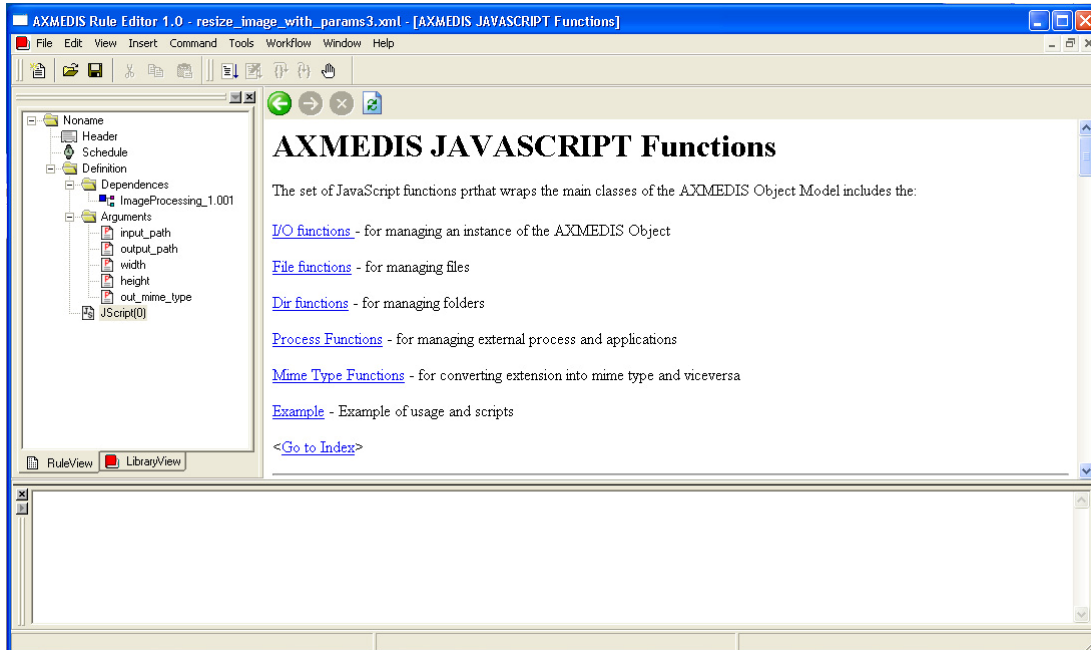 AXMEDIS Rule Editor 1.0 - resize_image_with_params3.xml - [AXMEDIS JAVASCRIPT Functions]
File Edit View Insert Command Tools Workflow Window Help
Noname
Header
Schedule
Definition
Dependences
ImageProcessing_1.001
Arguments
input_path
output_path
width
height
out_mime_type
JScript(0)
RuleView LibraryView
AXMEDIS JAVASCRIPT Functions
The set of JavaScript functions prthat wraps the main classes of the AXMEDIS Object Model includes the:
I/O functions - for managing an instance of the AXMEDIS Object
File functions - for managing files
Dir functions - for managing folders
Process Functions - for managing external process and applications
Mime Type Functions - for converting extension into mime type and viceversa
Example - Example of usage and scripts
<Go to Index>